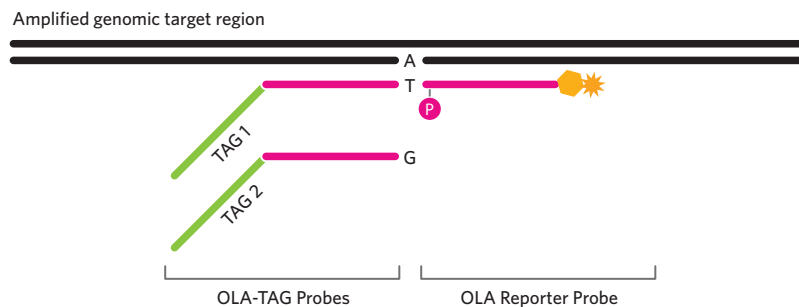 Amplified genomic target region
A
T
P
TAG 1
G
TAG 2
OLA-TAG Probes
OLA Reporter Probe